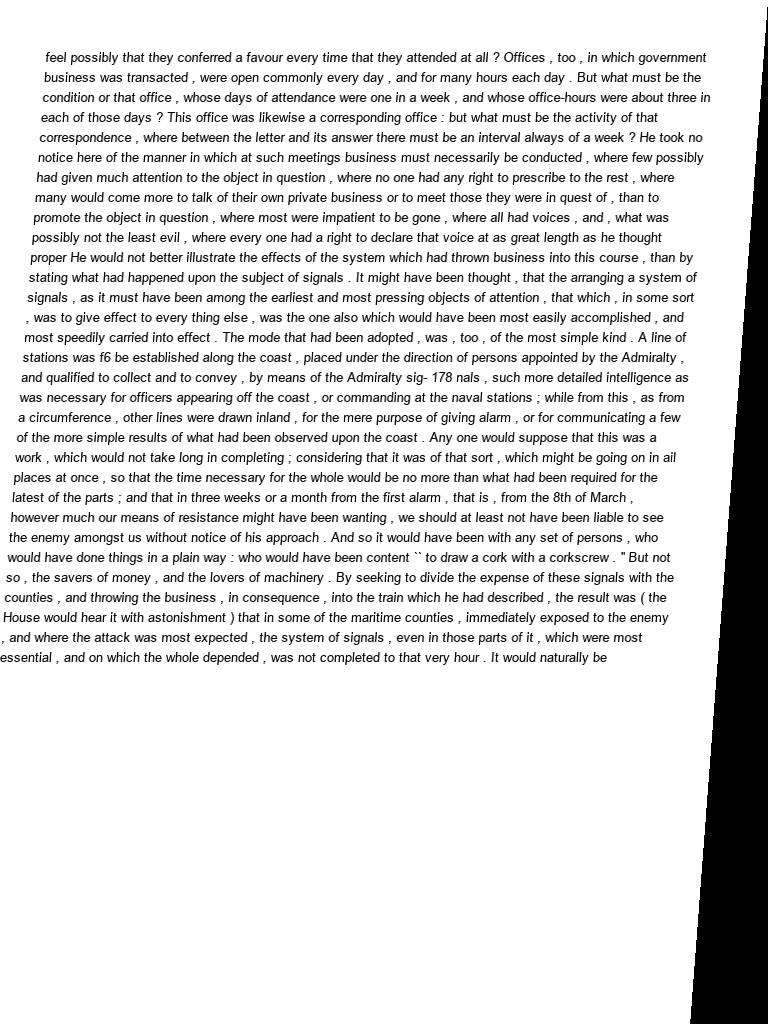 feel possibly that they conferred a favour every time that they attended at all ? Offices , too , in which government
business was transacted , were open commonly every day , and for many hours each day . But what must be the
condition or that office , whose days of attendance were one in a week , and whose office-hours were about three in
each of those days ? This office was likewise a corresponding office : but what must be the activity of that
correspondence , where between the letter and its answer there must be an interval always of a week ? He took no
notice here of the manner in which at such meetings business must necessarily be conducted , where few possibly
had given much attention to the object in question , where no one had any right to prescribe to the rest , where
many would come more to talk of their own private business or to meet those they were in quest of , than to
promote the object in question , where most were impatient to be gone , where all had voices , and , what was
possibly not the least evil , where every one had a right to declare that voice at as great length as he thought
proper He would not better illustrate the effects of the system which had thrown business into this course , than by
stating what had happened upon the subject of signals . It might have been thought , that the arranging a system of
signals , as it must have been among the earliest and most pressing objects of attention , that which , in some sort
, was to give effect to every thing else , was the one also which would have been most easily accomplished , and
most speedily carried into effect . The mode that had been adopted , was , too , of the most simple kind . A line of
stations was f6 be established along the coast , placed under the direction of persons appointed by the Admiralty ,
and qualified to collect and to convey , by means of the Admiralty sig- 178 nals , such more detailed intelligence as
was necessary for officers appearing off the coast , or commanding at the naval stations ; while from this , as from
a circumference , other lines were drawn inland , for the mere purpose of giving alarm , or for communicating a few
of the more simple results of what had been observed upon the coast . Any one would suppose that this was a
work , which would not take long in completing ; considering that it was of that sort , which might be going on in ail
places at once , so that the time necessary for the whole would be no more than what had been required for the
latest of the parts ; and that in three weeks or a month from the first alarm , that is , from the 8th of March ,
however much our means of resistance might have been wanting , we should at least not have been liable to see
the enemy amongst us without notice of his approach . And so it would have been with any set of persons , who
would have done things in a plain way : who would have been content `` to draw a cork with a corkscrew . " But not
so , the savers of money , and the lovers of machinery . By seeking to divide the expense of these signals with the
counties , and throwing the business , in consequence , into the train which he had described , the result was ( the
House would hear it with astonishment ) that in some of the maritime counties , immediately exposed to the enemy
, and where the attack was most expected , the system of signals , even in those parts of it , which were most
essential , and on which the whole depended , was not completed to that very hour . It would naturally be